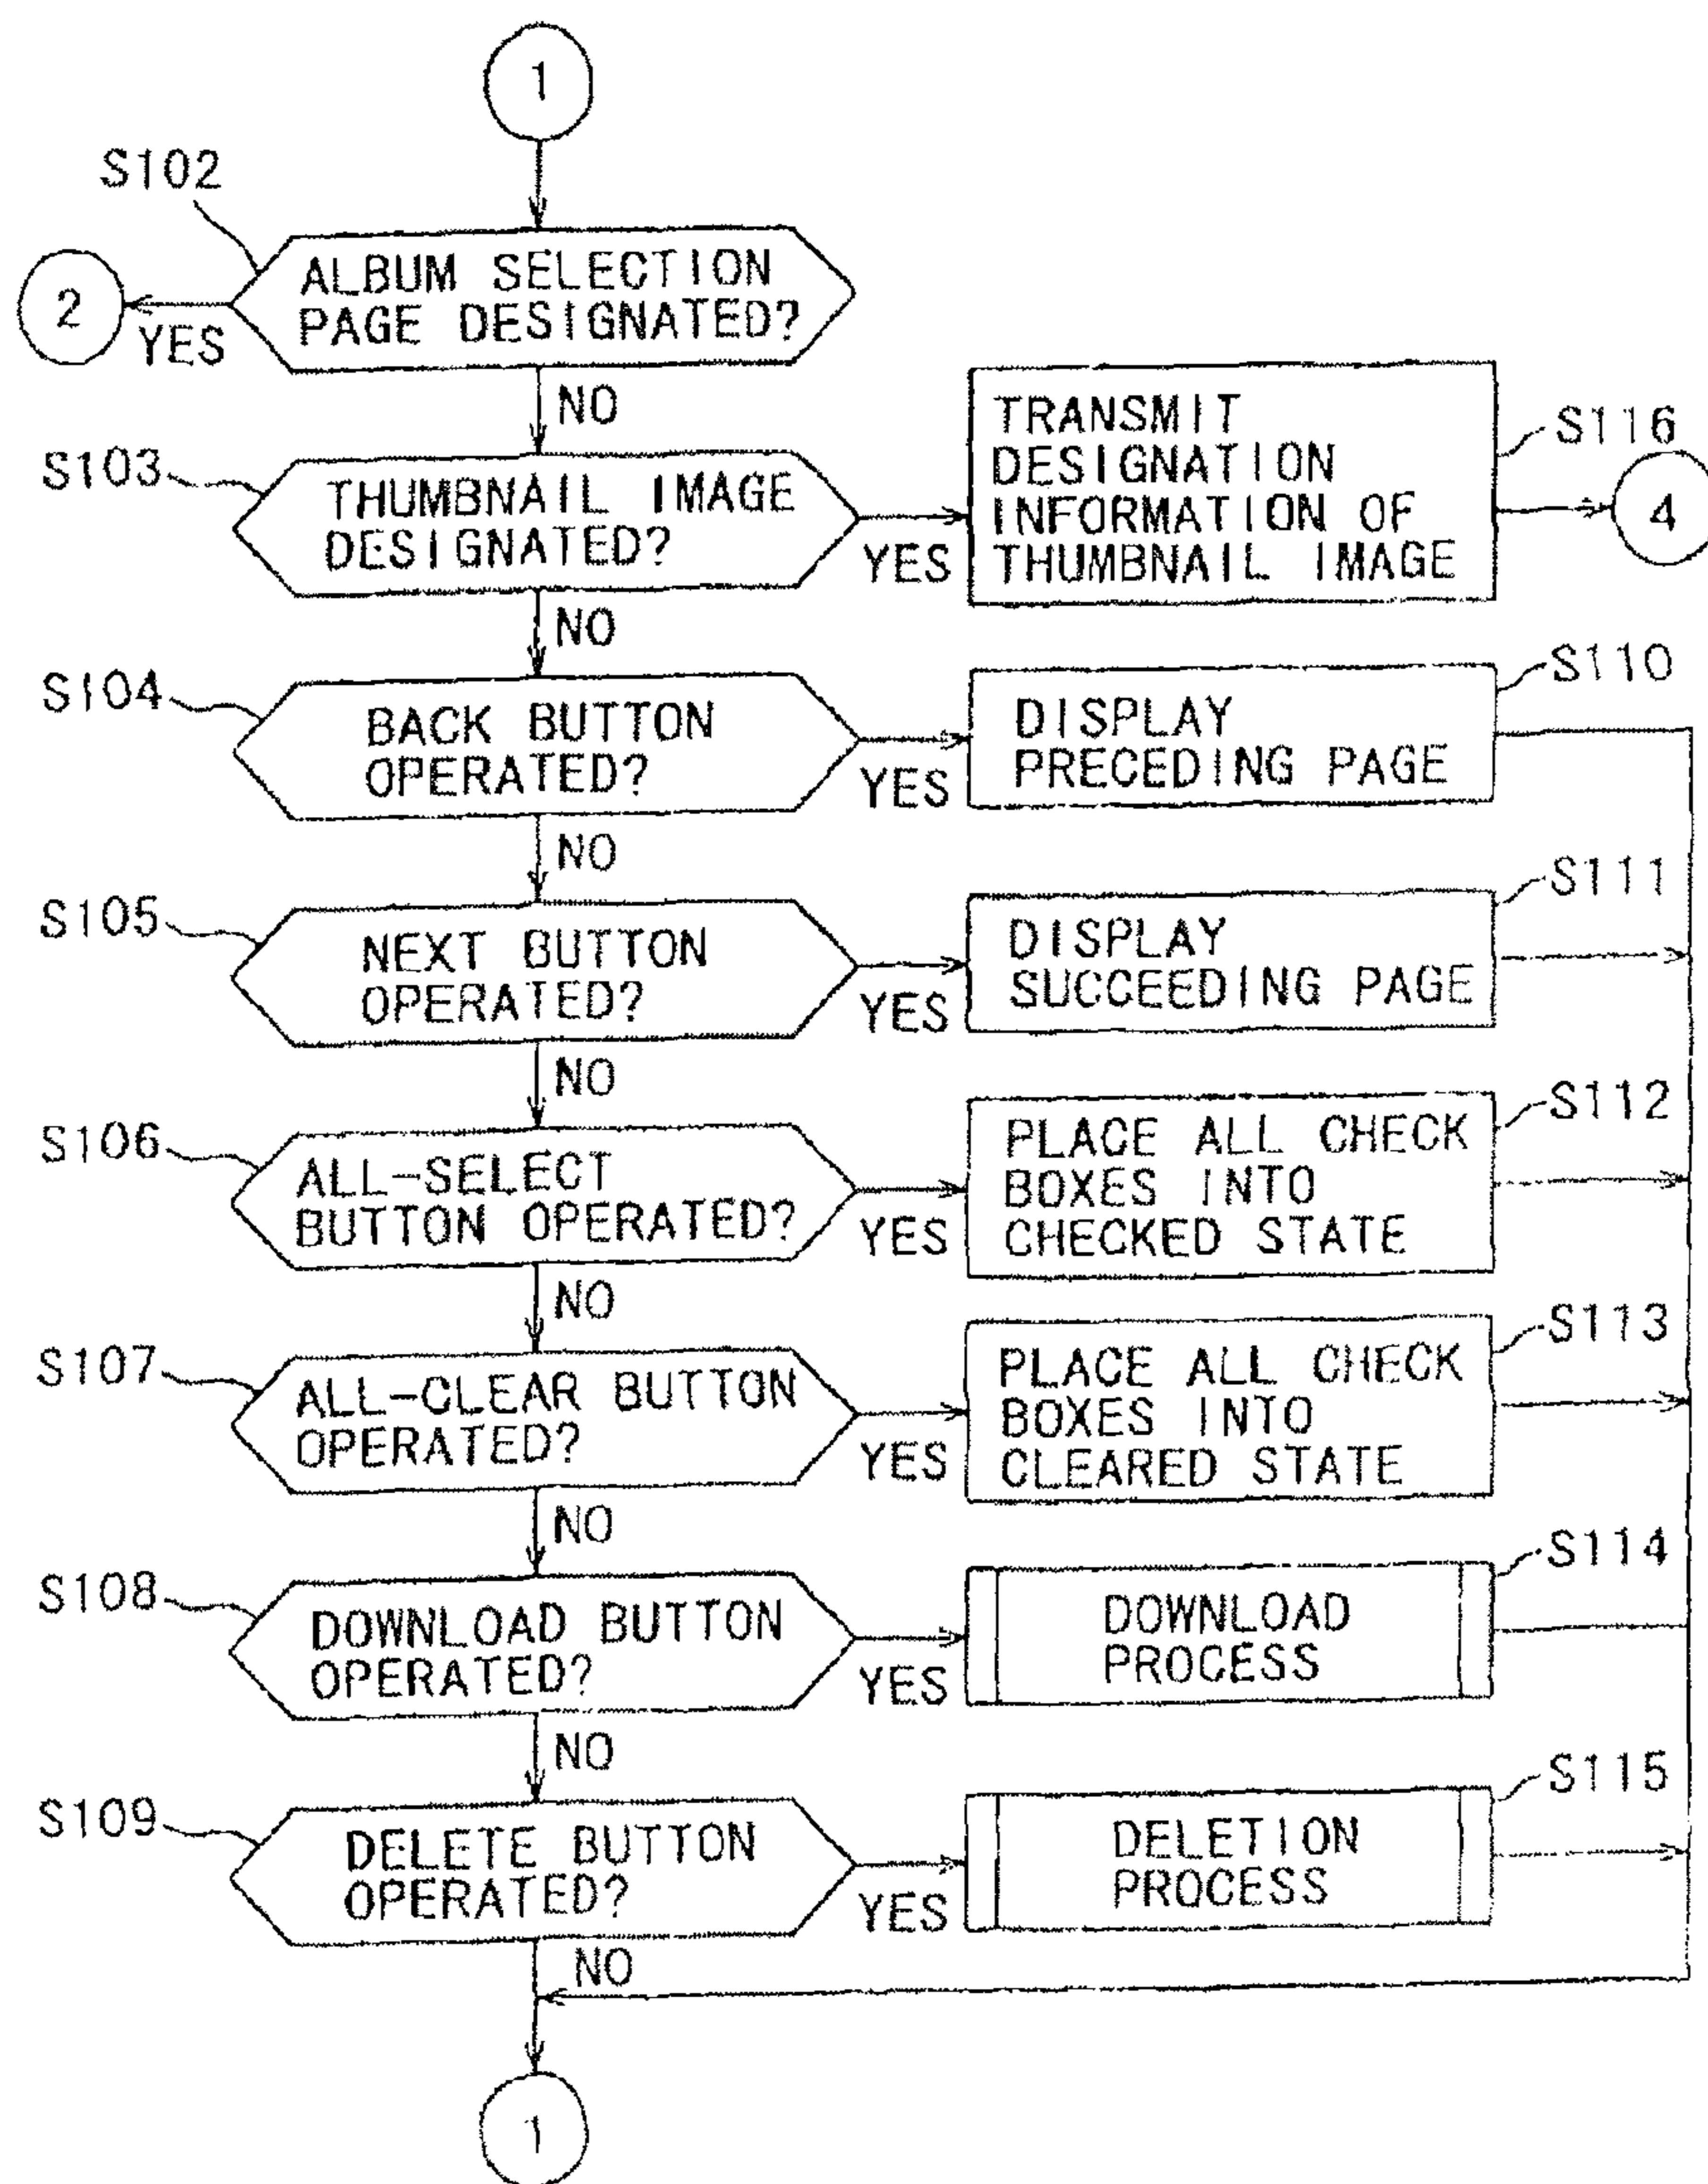 1
S102
ALBUM SELECTION
PAGE DESIGNATED?
2
YES
NO
S103
THUMBNAIL IMAGE
DESIGNATED?
YES
TRANSMIT
DESIGNATION
INFORMATION OF
THUMBNAIL IMAGE
S116
4
NO
S104
BACK BUTTON
OPERATED?
YES
DISPLAY
PRECEDING PAGE
S110
NO
S105
NEXT BUTTON
OPERATED?
YES
DISPLAY
SUCCEEDING PAGE
S111
NO
S106
ALL-SELECT
BUTTON OPERATED?
YES
PLACE ALL CHECK
BOXES INTO
CHECKED STATE
S112
NO
S107
ALL-CLEAR BUTTON
OPERATED?
YES
PLACE ALL CHECK
BOXES INTO
CLEARED STATE
S113
NO
S108
DOWNLOAD BUTTON
OPERATED?
YES
DOWNLOAD
PROCESS
S114
NO
S109
DELETE BUTTON
OPERATED?
YES
DELETION
PROCESS
S115
NO
1